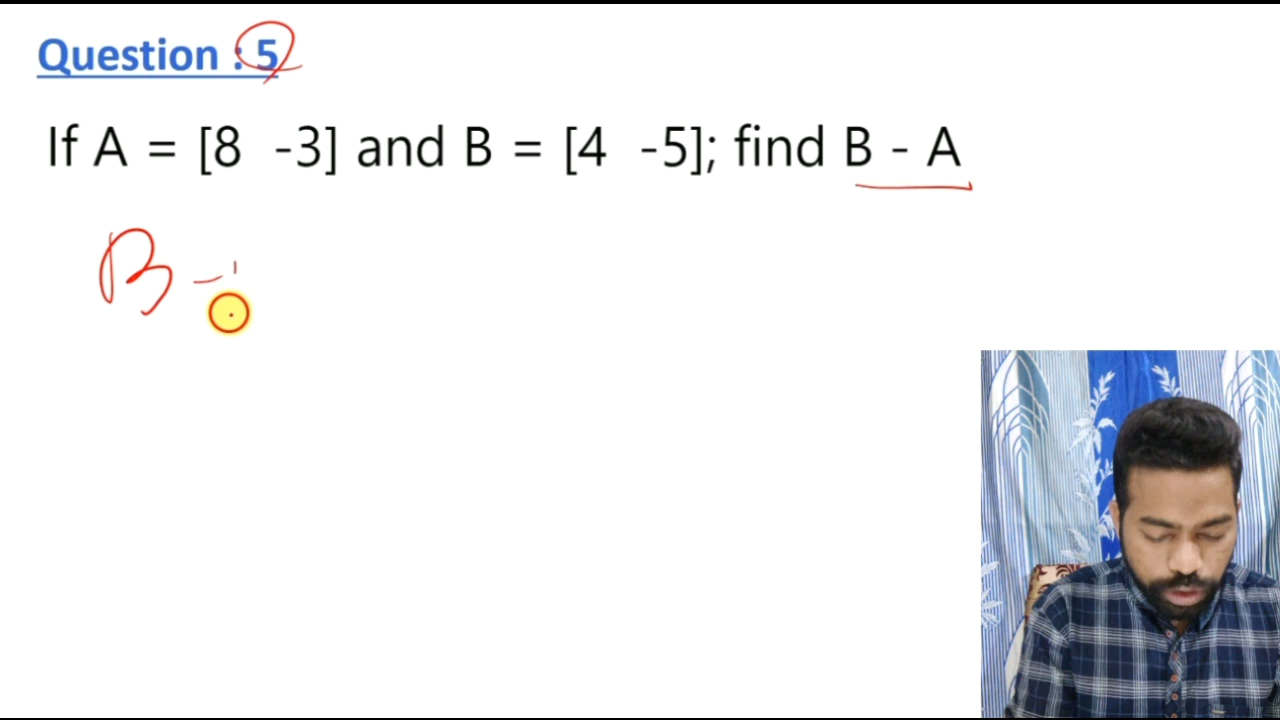 Question : 5
If A = [8 -3] and B = [4 -5]; find B - A
B -